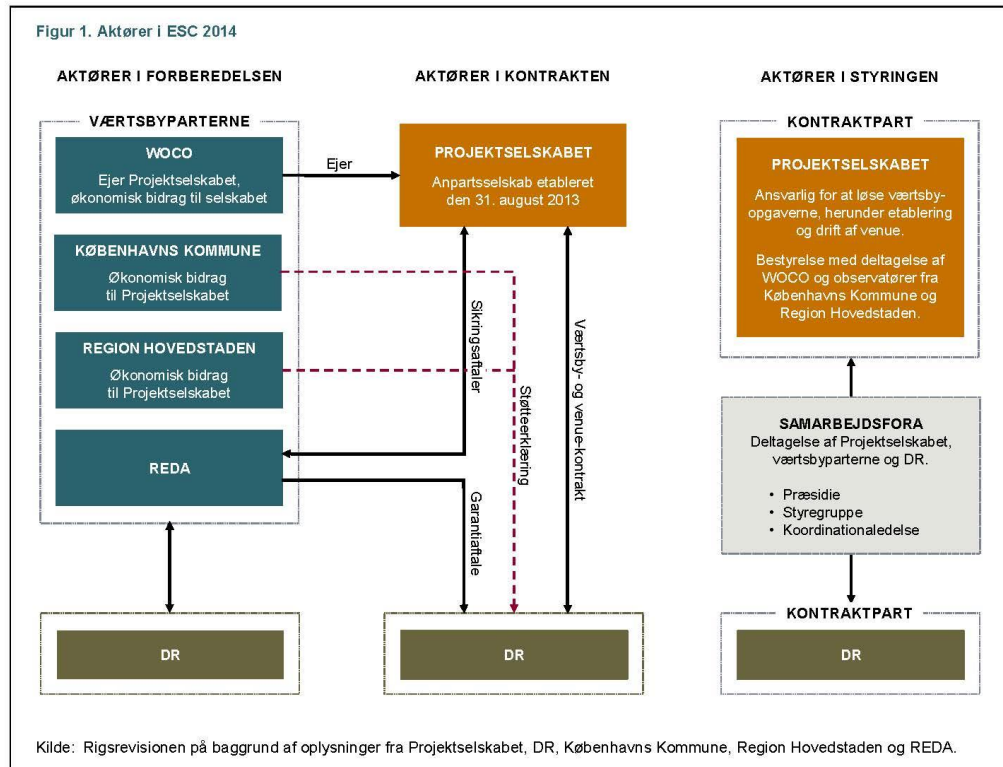 Figur 1. Aktører i ESC 2014
AKTØRER I FORBEREDELSEN
VÆRTSBYPARTERNE
WOCO
Ejer Projektselskabet,
økonomisk bidrag til selskabet
KØBENHAVNS KOMMUNE
Økonomisk bidrag
til Projektselskabet
REGION HOVEDSTADEN
Økonomisk bidrag
til Projektselskabet
REDA
DR
Ejer
AKTØRER I KONTRAKTEN
PROJEKTSELSKABET
Anpartsselskab etableret
den 31. august 2013
Sikringsaftaler
Garantiaftale
Støtteerklæring
Værtsby- og venue-kontrakt
DR
AKTØRER I STYRINGEN
KONTRAKTPART
PROJEKTSELSKABET
Ansvarlig for at løse værtsby-
opgaverne, herunder etablering
og drift af venue.
Bestyrelse med deltagelse af
WOCO og observatører fra
Københavns Kommune og
Region Hovedstaden.
SAMARBEJDSFORA
Deltagelse af Projektselskabet,
værtsbyparterne og DR.
• Præsidie
• Styregruppe
• Koordinationaledelse
KONTRAKTPART
DR
Kilde: Rigsrevisionen på baggrund af oplysninger fra Projektselskabet, DR, Københavns Kommune, Region Hovedstaden og REDA.